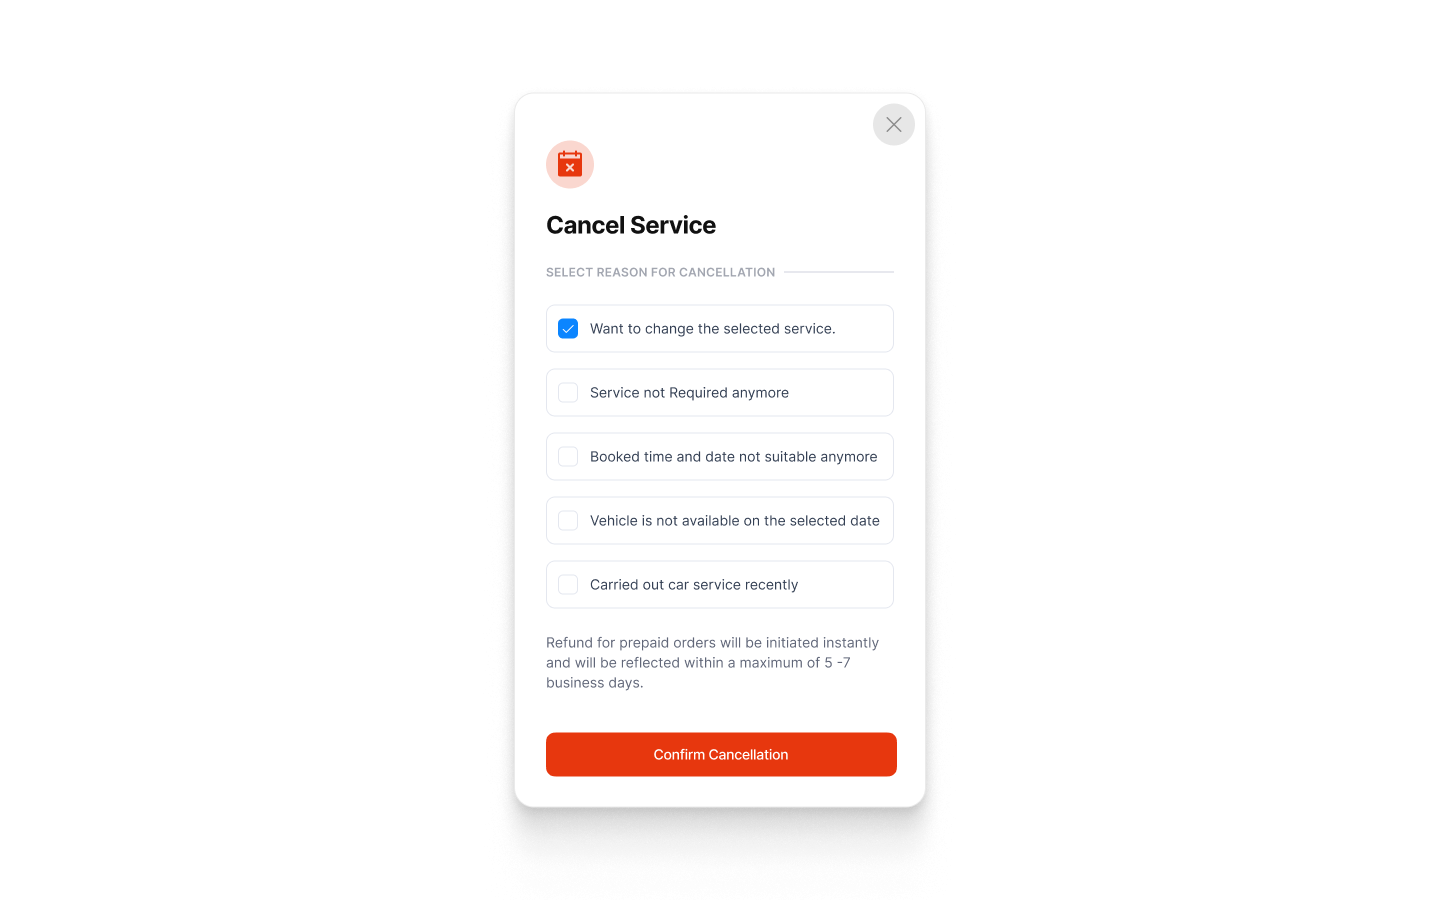 Cancel Service
SELECT REASON FOR CANCELLATION
Want to change the selected service.
Service not Required anymore
Booked time and date not suitable anymore
Vehicle is not available on the selected date
Carried out car service recently
Refund for prepaid orders will be initiated instantly
and will be reflected within a maximum of 5 -7
business days.
Confirm Cancellation